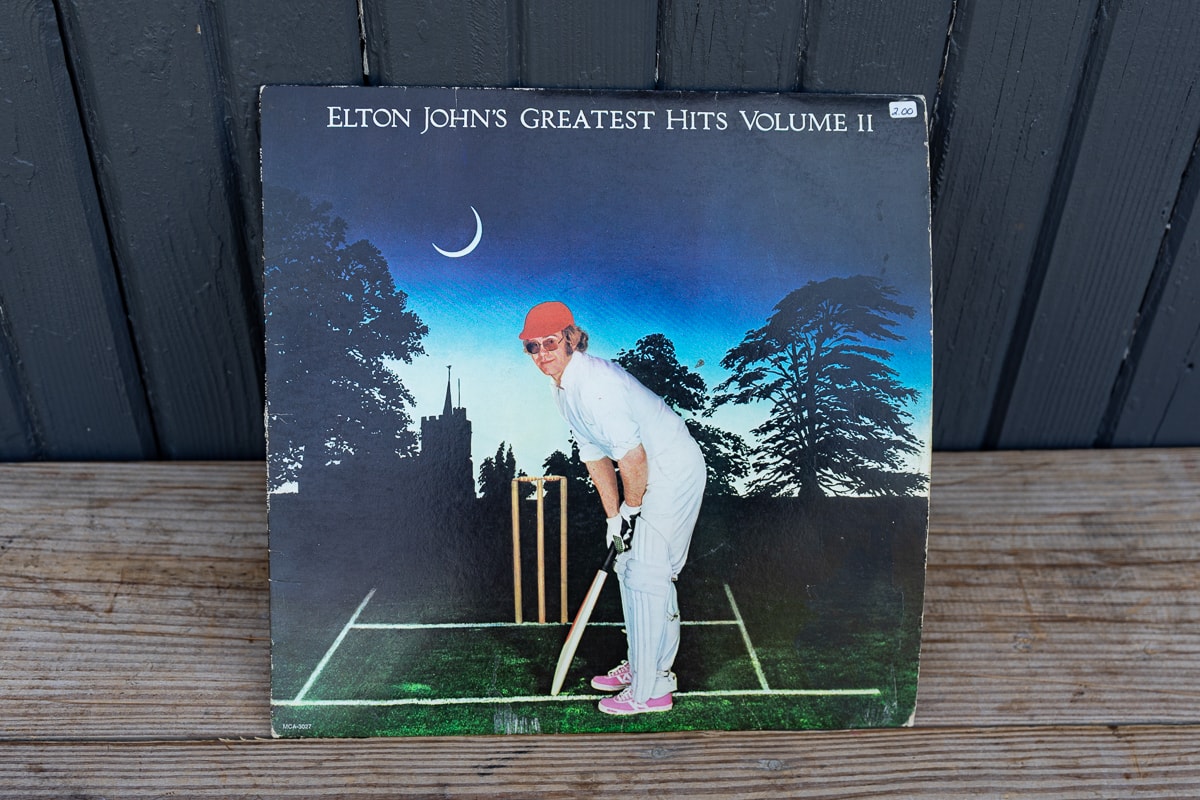 ELTON JOHN'S GREATEST HITS VOLUME II
2.00
MCA-3027